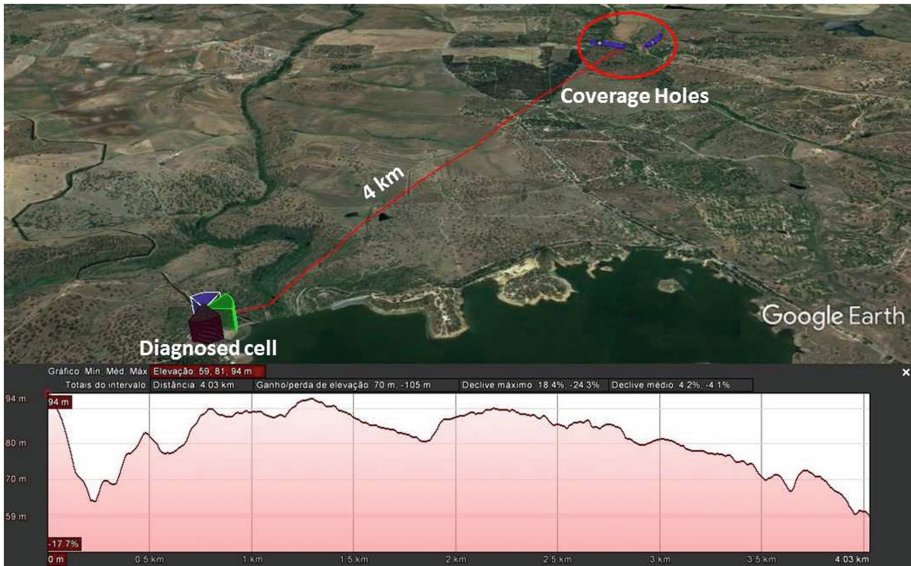 Coverage Holes
4 km
Google Earth
Diagnosed cell
Gráfico Min, Méd, Máx Elevação: 59, 81, 94 m
Totais do intervalo: Distância: 4.03 km Ganho/perda de elevação: 70 m, -105 m Declive máximo: 18.4%, -24.3% Declive médio: 4.2%, -4.1%
94 m
94 m
80 m
70 m
59 m
-17.7%
0 m 0.5 km 1 km 1.5 km 2 km 2.5 km 3 km 3.5 km 4.03 km